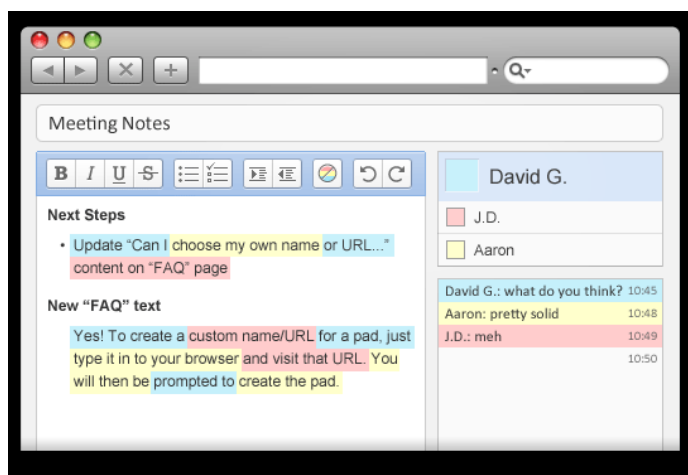 Meeting Notes
B I U S
David G.
J.D.
Aaron
Next Steps
• Update “Can I choose my own name or URL...”
content on “FAQ” page
New “FAQ” text
Yes! To create a custom name/URL for a pad, just
type it in to your browser and visit that URL. You
will then be prompted to create the pad.
David G.: what do you think? 10:45
Aaron: pretty solid 10:48
J.D.: meh 10:49
10:50